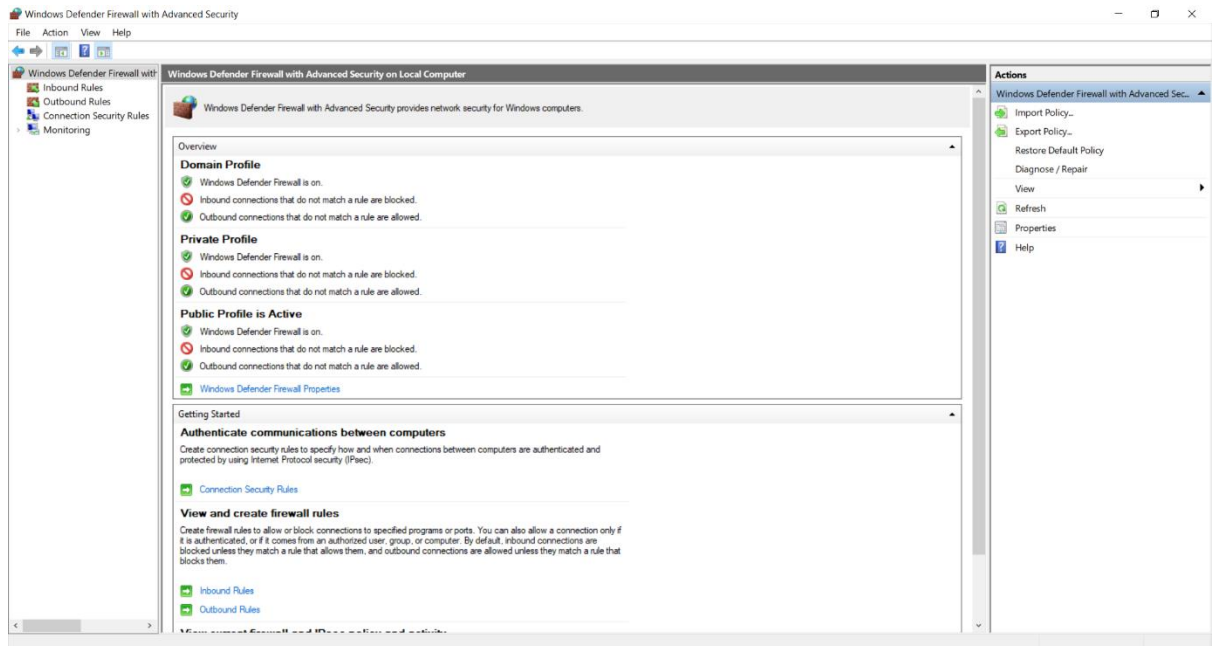 Windows Defender Firewall with Advanced Security
File Action View Help
Windows Defender Firewall with
Inbound Rules
Outbound Rules
Connection Security Rules
Monitoring
Windows Defender Firewall with Advanced Security on Local Computer
Windows Defender Firewall with Advanced Security provides network security for Windows computers.
Overview
Domain Profile
Windows Defender Firewall is on.
Inbound connections that do not match a rule are blocked.
Outbound connections that do not match a rule are allowed.
Private Profile
Windows Defender Firewall is on.
Inbound connections that do not match a rule are blocked.
Outbound connections that do not match a rule are allowed.
Public Profile is Active
Windows Defender Firewall is on.
Inbound connections that do not match a rule are blocked.
Outbound connections that do not match a rule are allowed.
Windows Defender Firewall Properties
Getting Started
Authenticate communications between computers
Create connection security rules to specify how and when connections between computers are authenticated and
protected by using Internet Protocol security (IPsec).
Connection Security Rules
View and create firewall rules
Create firewall rules to allow or block connections to specified programs or ports. You can also allow a connection only if
it is authenticated, or if it comes from an authorized user, group, or computer. By default, inbound connections are
blocked unless they match a rule that allows them, and outbound connections are allowed unless they match a rule that
blocks them.
Inbound Rules
Outbound Rules
View current firewall and IPsec policy and activity
Actions
Windows Defender Firewall with Advanced Sec...
Import Policy...
Export Policy...
Restore Default Policy
Diagnose / Repair
View
Refresh
Properties
Help